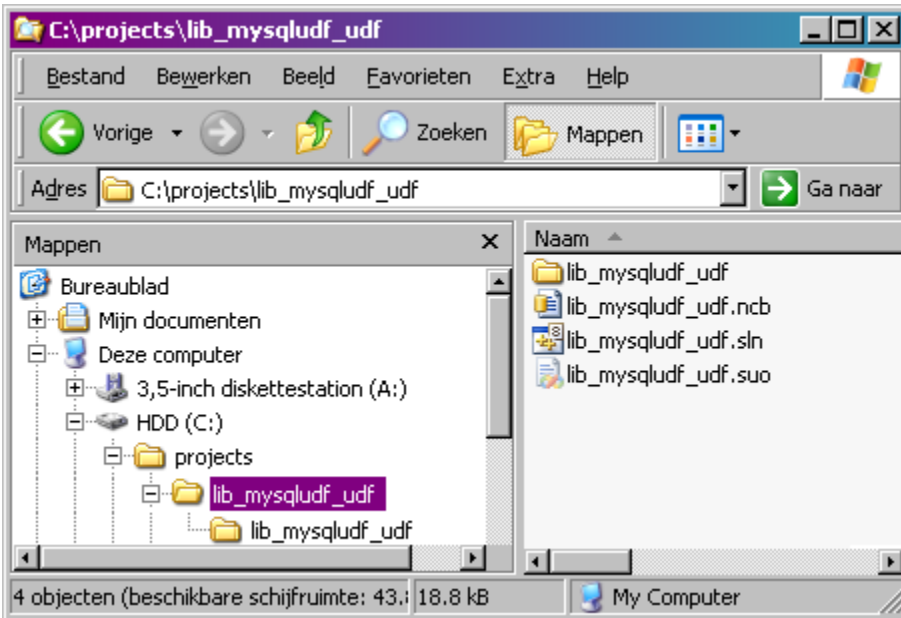 C:\projects\lib_mysqludf_udf
Bestand Bewerken Beeld Favorieten Extra Help
Vorige Zoeken Mappen
Adres C:\projects\lib_mysqludf_udf Ga naar
Mappen
Bureaublad
Mijn documenten
Deze computer
3,5-inch diskettestation (A:)
HDD (C:)
projects
lib_mysqludf_udf
lib_mysqludf_udf
Naam
lib_mysqludf_udf
lib_mysqludf_udf.ncb
lib_mysqludf_udf.sln
lib_mysqludf_udf.suo
4 objecten (beschikbare schijfruimte: 43. 18.8 kB My Computer